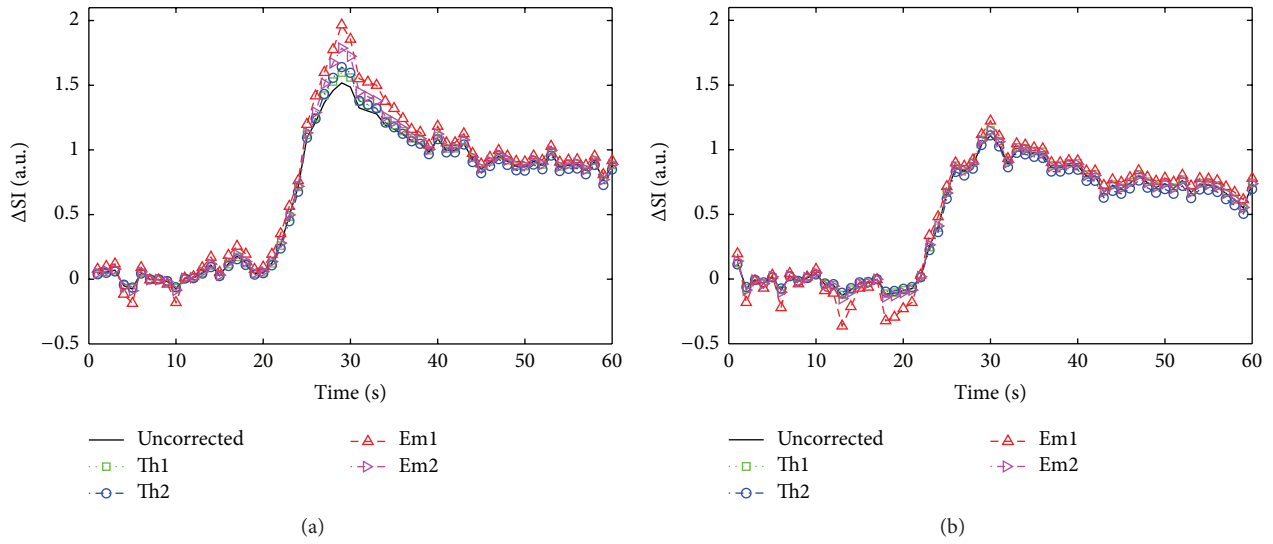 2
1.5
1
0.5
0
−0.5
ΔSI (a.u.)
0 10 20 30 40 50 60
Time (s)
Uncorrected
Th1
Th2
Em1
Em2
(a)
2
1.5
1
0.5
0
−0.5
ΔSI (a.u.)
0 10 20 30 40 50 60
Time (s)
Uncorrected
Th1
Th2
Em1
Em2
(b)